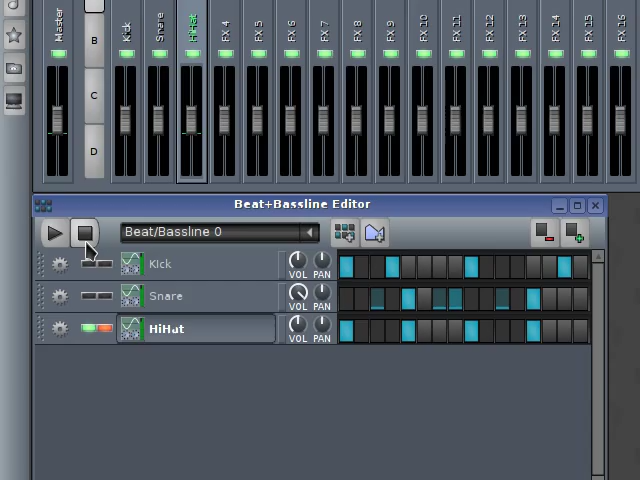 Master
Kick
Snare
HiHat
FX 4
FX 5
FX 6
FX 7
FX 8
FX 9
FX 10
FX 11
FX 12
FX 13
FX 14
FX 15
FX 16
B
C
D
Beat+Bassline Editor
Beat/Bassline 0
Kick
VOL PAN
Snare
VOL PAN
HiHat
VOL PAN